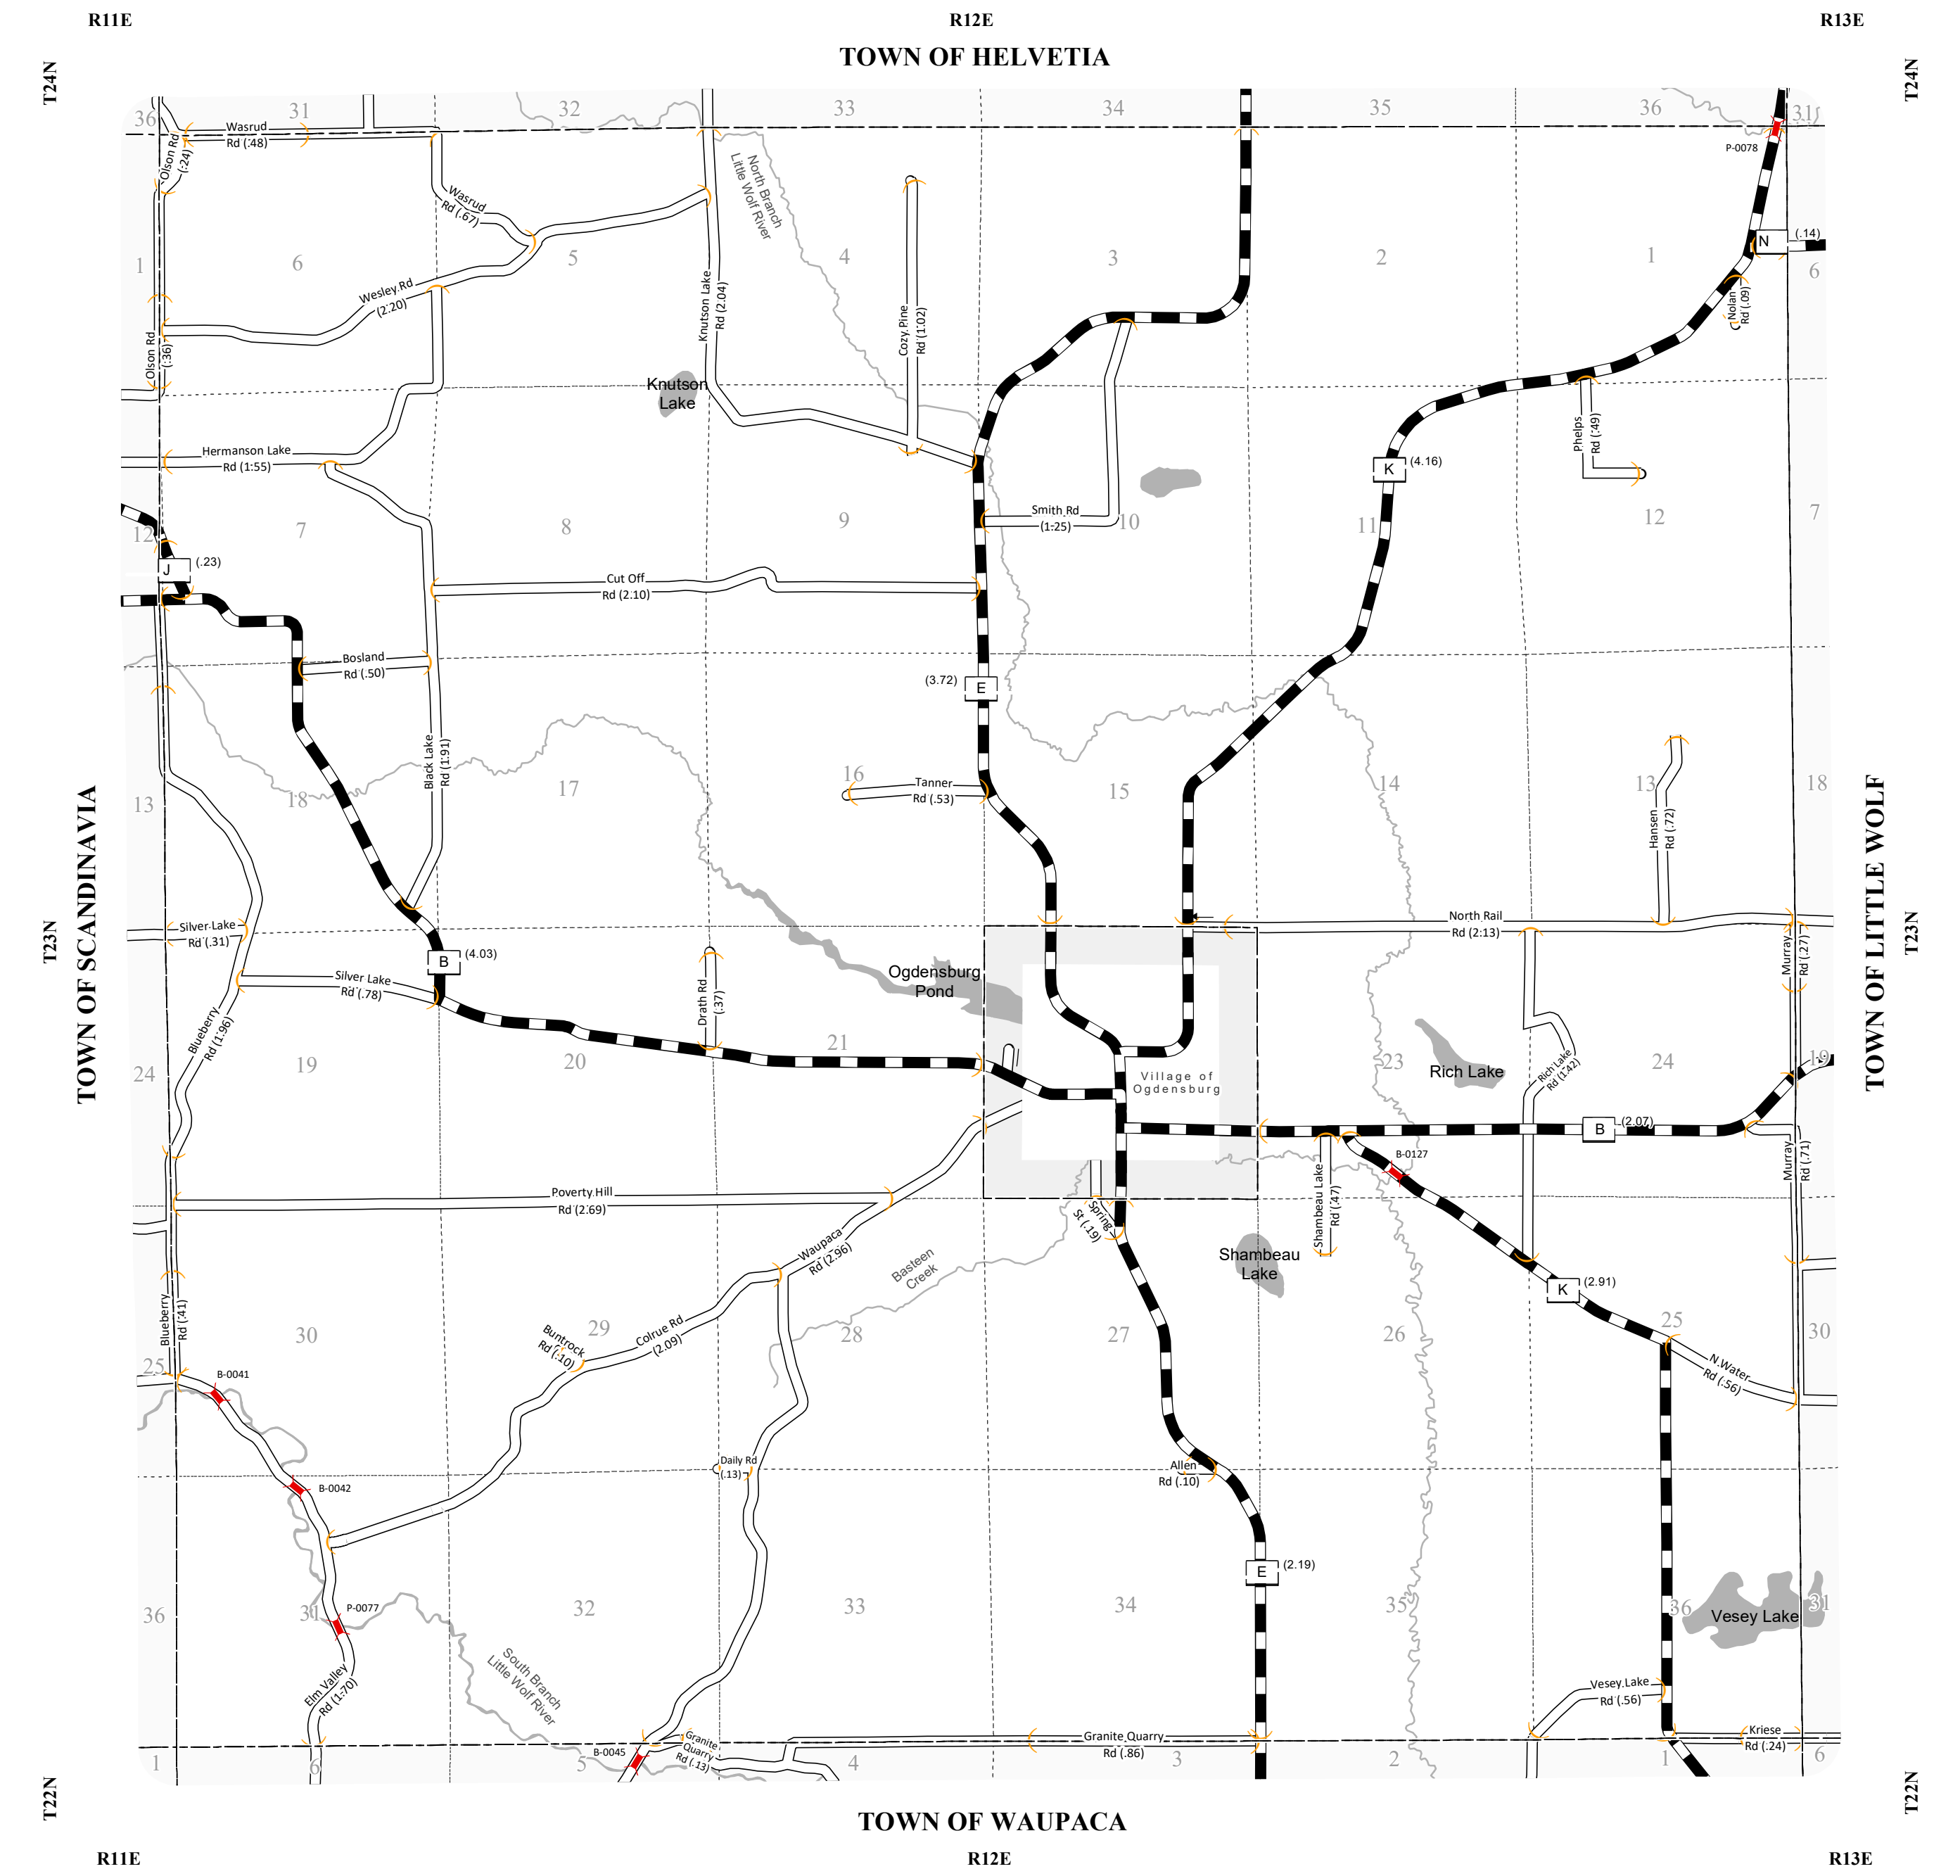 R11E
R12E
R13E
TOWN OF HELVETIA
T24N
T24N
36
31
32
33
34
35
36
31
Wasrud
Rd (.48)
Olson Rd
(.24)
P-0078
Wasrud
Rd (.67)
North Branch
Little Wolf River
N
(.14)
1
6
5
4
3
2
1
6
Wesley Rd
(2.20)
Knutson Lake
Rd (2.04)
Cozy Pine
Rd (1.02)
Nolan
Rd (.09)
Olson Rd
(.36)
Knutson
Lake
Phelps
Rd (.49)
Hermanson Lake
Rd (1.55)
K
(4.16)
Smith Rd
(1.25)
12
7
8
9
10
11
12
7
J
(.23)
Cut Off
Rd (2.10)
Bosland
Rd (.50)
(3.72)
E
Black Lake
Rd (1.91)
Tanner
Rd (.53)
13
18
17
16
15
14
13
18
Hansen
Rd (.72)
TOWN OF SCANDINAVIA
TOWN OF LITTLE WOLF
T23N
T23N
Silver Lake
Rd (.31)
North Rail
Rd (2.13)
B
(4.03)
Silver Lake
Rd (.78)
Drath Rd
(.37)
Ogdensburg
Pond
Murray
Rd (.27)
Blueberry
Rd (1.96)
24
19
20
21
Village of
Ogdensburg
23
Rich Lake
24
19
Rich Lake
Rd (1.42)
B
(2.07)
B-0127
Murray
Rd (.71)
Shambeau Lake
Rd (.47)
Poverty Hill
Rd (2.69)
Spring
St (.19)
Waupaca
Rd (2.96)
Basteen
Creek
Shambeau
Lake
K
(2.91)
Blueberry
Rd (.41)
25
30
29
28
27
26
25
30
Buntrock
Rd (.10)
Colrue Rd
(2.09)
N Water
Rd (.56)
B-0041
Daily Rd
(.13)
Allen
Rd (.10)
B-0042
E
(2.19)
36
31
32
33
34
35
36
31
P-0077
Vesey Lake
South Branch
Little Wolf River
Elm Valley
Rd (1.70)
Vesey Lake
Rd (.56)
Granite
Quarry
Rd (.13)
Granite Quarry
Rd (.86)
Kriese
Rd (.24)
B-0045
1
6
5
4
3
2
1
6
T22N
T22N
TOWN OF WAUPACA
R11E
R12E
R13E